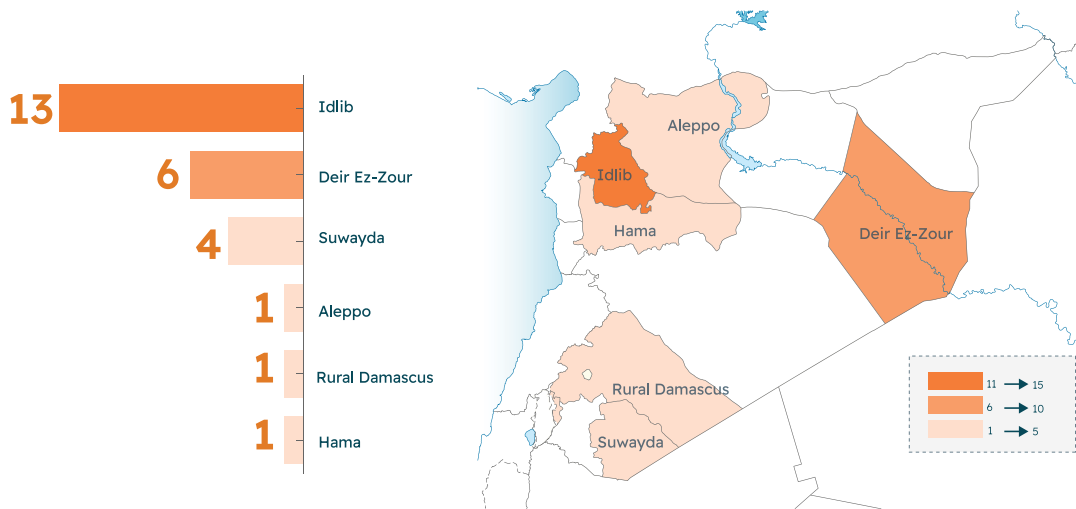 13
Idlib
6
Deir Ez-Zour
4
Suwayda
1
Aleppo
1
Rural Damascus
1
Hama
Aleppo
Idlib
Hama
Deir Ez-Zour
Rural Damascus
Suwayda
11 → 15
6 → 10
1 → 5